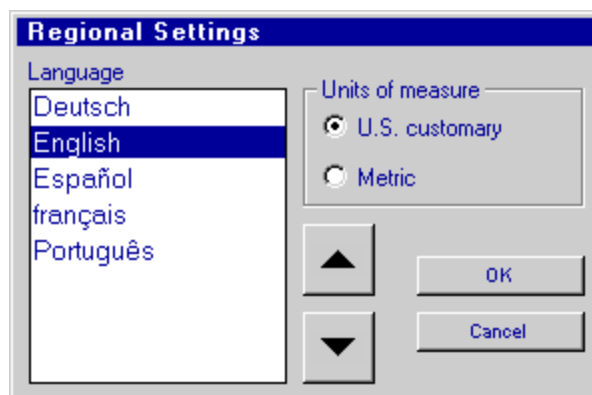 Regional Settings
Language
Deutsch
English
Español
français
Português
Units of measure
U.S. customary
Metric
OK
Cancel